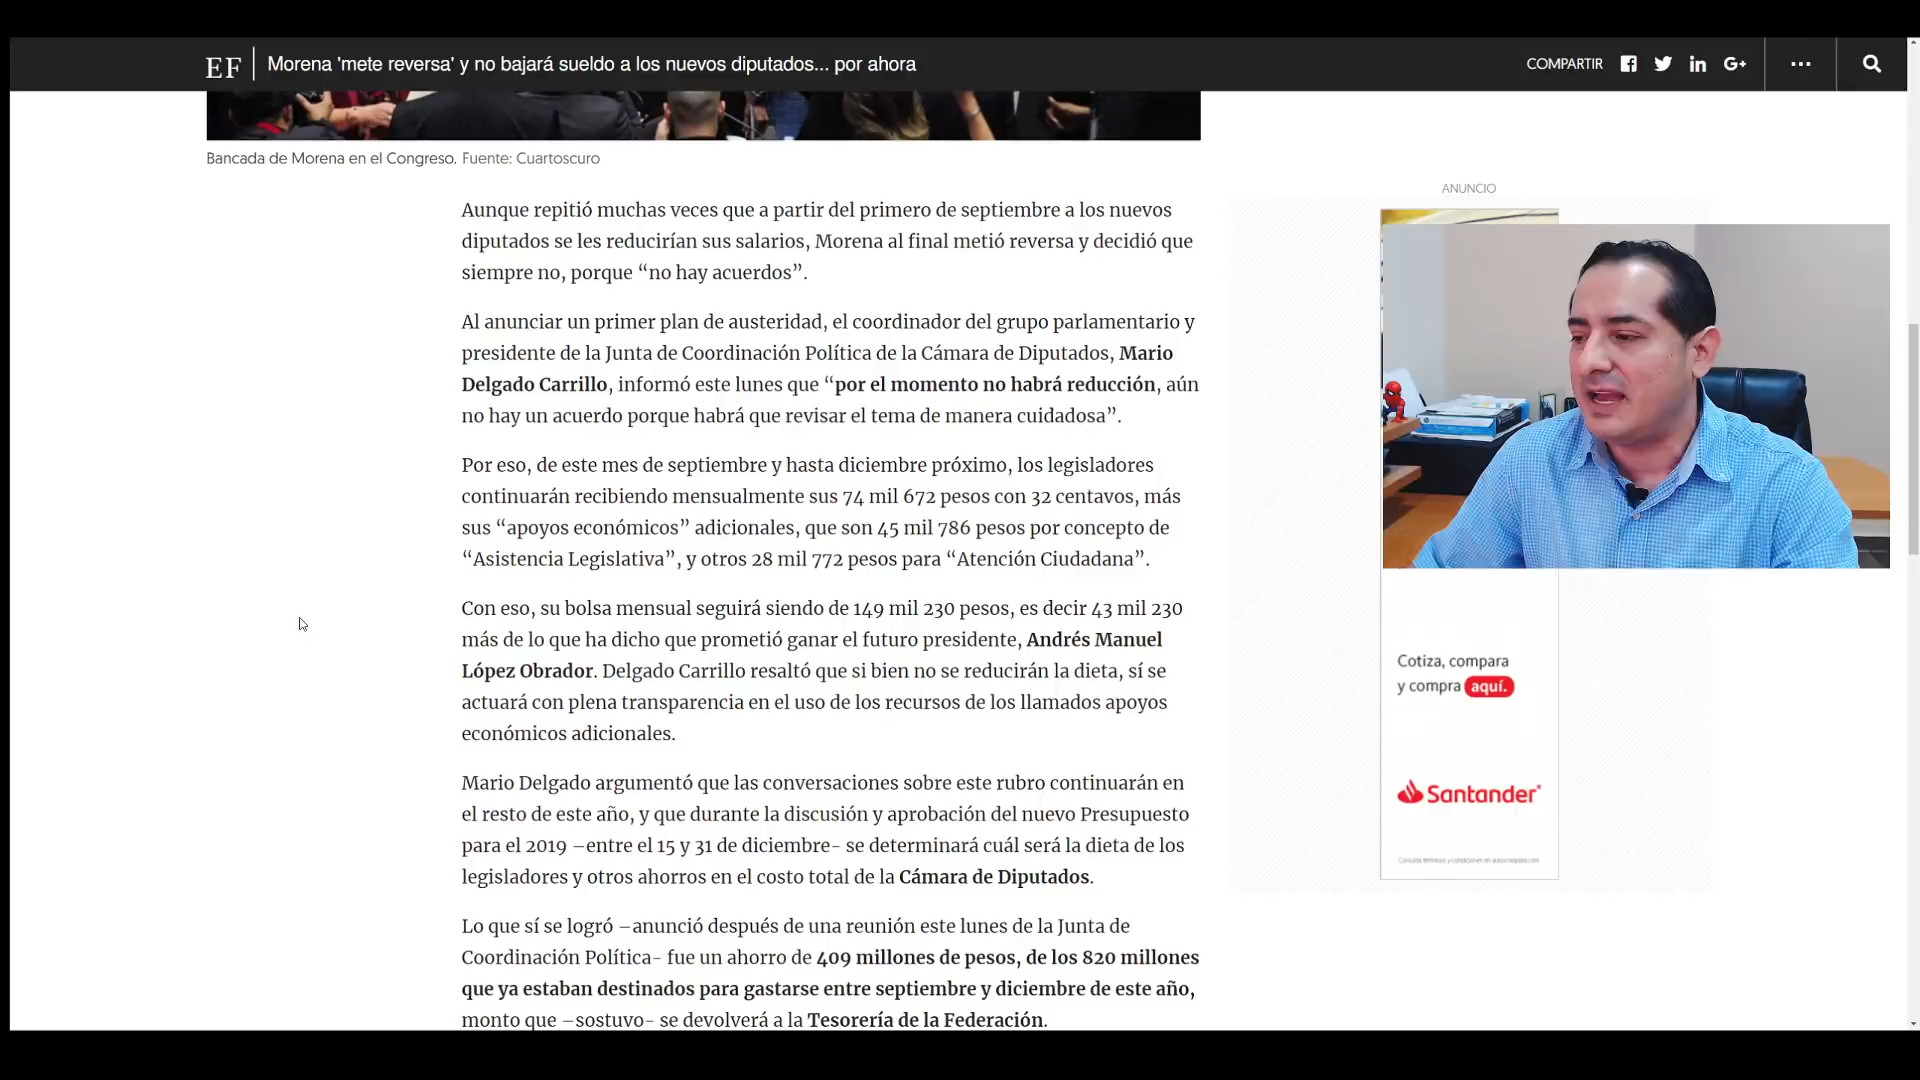 EF Morena 'mete reversa' y no bajará sueldo a los nuevos diputados... por ahora
COMPARTIR
Bancada de Morena en el Congreso. Fuente: Cuartoscuro
Aunque repitió muchas veces que a partir del primero de septiembre a los nuevos
diputados se les reducirían sus salarios, Morena al final metió reversa y decidió que
siempre no, porque “no hay acuerdos”.
Al anunciar un primer plan de austeridad, el coordinador del grupo parlamentario y
presidente de la Junta de Coordinación Política de la Cámara de Diputados, Mario
Delgado Carrillo, informó este lunes que “por el momento no habrá reducción, aún
no hay un acuerdo porque habrá que revisar el tema de manera cuidadosa”.
Por eso, de este mes de septiembre y hasta diciembre próximo, los legisladores
continuarán recibiendo mensualmente sus 74 mil 672 pesos con 32 centavos, más
sus “apoyos económicos” adicionales, que son 45 mil 786 pesos por concepto de
“Asistencia Legislativa”, y otros 28 mil 772 pesos para “Atención Ciudadana”.
Con eso, su bolsa mensual seguirá siendo de 149 mil 230 pesos, es decir 43 mil 230
más de lo que ha dicho que prometió ganar el futuro presidente, Andrés Manuel
López Obrador. Delgado Carrillo resaltó que si bien no se reducirán la dieta, sí se
actuará con plena transparencia en el uso de los recursos de los llamados apoyos
económicos adicionales.
Mario Delgado argumentó que las conversaciones sobre este rubro continuarán en
el resto de este año, y que durante la discusión y aprobación del nuevo Presupuesto
para el 2019 –entre el 15 y 31 de diciembre- se determinará cuál será la dieta de los
legisladores y otros ahorros en el costo total de la Cámara de Diputados.
Lo que sí se logró –anunció después de una reunión este lunes de la Junta de
Coordinación Política- fue un ahorro de 409 millones de pesos, de los 820 millones
que ya estaban destinados para gastarse entre septiembre y diciembre de este año,
monto que –sostuvo- se devolverá a la Tesorería de la Federación.
ANUNCIO
Cotiza, compara
y compra aquí.
Santander